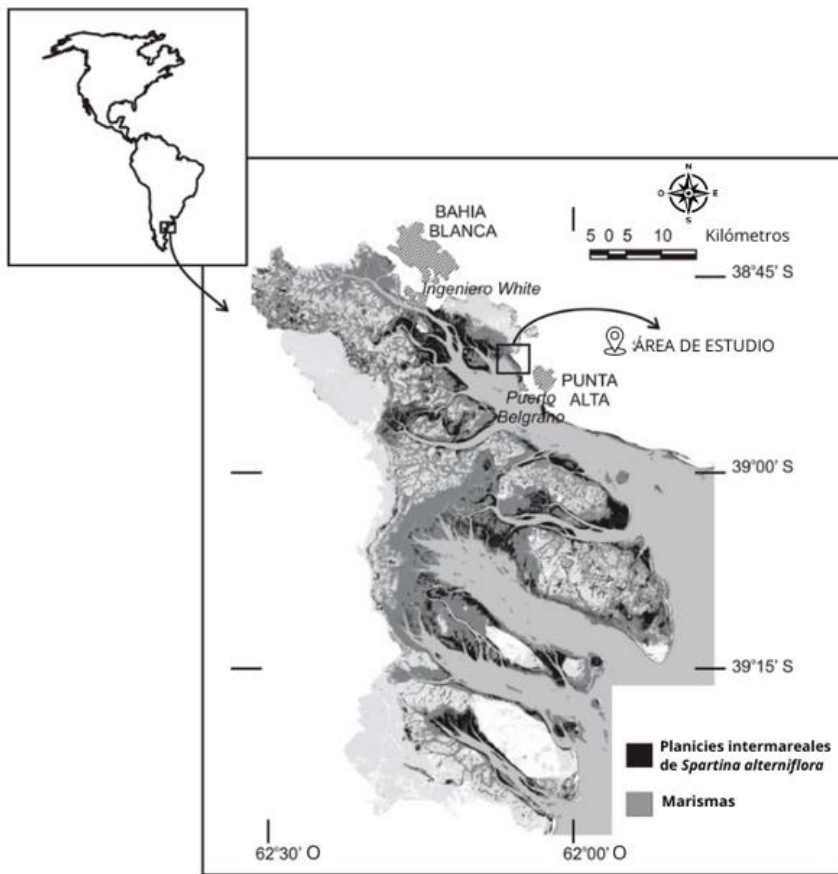 BAHIA
BLANCA
Ingeniero White
N
O
E
S
5 0 5 10 Kilómetros
38°45' S
:ÁREA DE ESTUDIO
PUNTA
ALTA
Puerto
Belgrano
39°00' S
39°15' S
Planicies intermareales
de Spartina alterniflora
Marismas
62°30' O
62°00' O